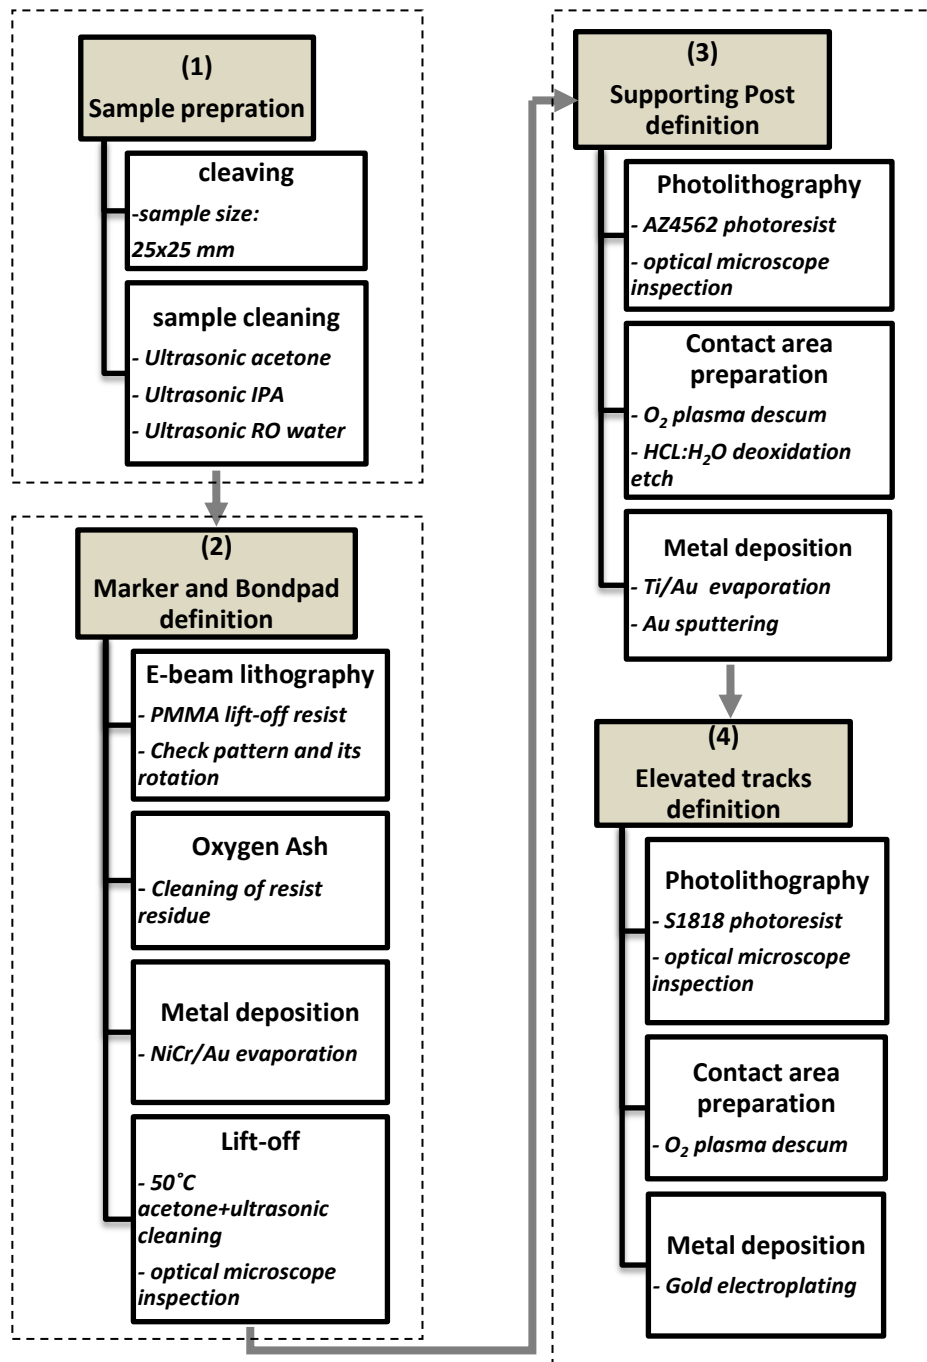 (1)
Sample prepration
cleaving
-sample size:
25x25 mm
sample cleaning
- Ultrasonic acetone
- Ultrasonic IPA
- Ultrasonic RO water
(2)
Marker and Bondpad
definition
E-beam lithography
- PMMA lift-off resist
- Check pattern and its
rotation
Oxygen Ash
- Cleaning of resist
residue
Metal deposition
- NiCr/Au evaporation
Lift-off
- 50°C
acetone+ultrasonic
cleaning
- optical microscope
inspection
(3)
Supporting Post
definition
Photolithography
- AZ4562 photoresist
- optical microscope
inspection
Contact area
preparation
- O₂ plasma descum
- HCL:H₂O deoxidation
etch
Metal deposition
- Ti/Au evaporation
- Au sputtering
(4)
Elevated tracks
definition
Photolithography
- S1818 photoresist
- optical microscope
inspection
Contact area
preparation
- O₂ plasma descum
Metal deposition
- Gold electroplating